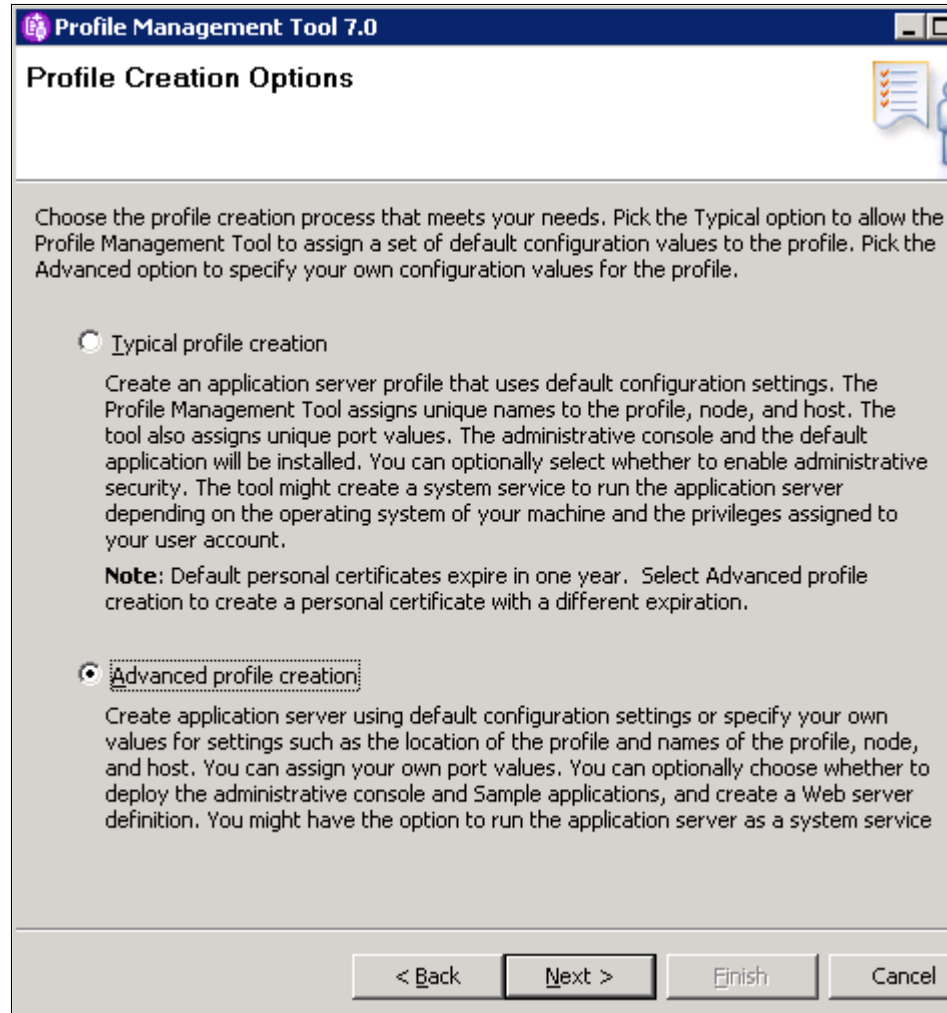 Profile Management Tool 7.0
Profile Creation Options
Choose the profile creation process that meets your needs. Pick the Typical option to allow the
Profile Management Tool to assign a set of default configuration values to the profile. Pick the
Advanced option to specify your own configuration values for the profile.
Typical profile creation
Create an application server profile that uses default configuration settings. The
Profile Management Tool assigns unique names to the profile, node, and host. The
tool also assigns unique port values. The administrative console and the default
application will be installed. You can optionally select whether to enable administrative
security. The tool might create a system service to run the application server
depending on the operating system of your machine and the privileges assigned to
your user account.
Note: Default personal certificates expire in one year. Select Advanced profile
creation to create a personal certificate with a different expiration.
Advanced profile creation
Create application server using default configuration settings or specify your own
values for settings such as the location of the profile and names of the profile, node,
and host. You can assign your own port values. You can optionally choose whether to
deploy the administrative console and Sample applications, and create a Web server
definition. You might have the option to run the application server as a system service
< Back Next > Finish Cancel